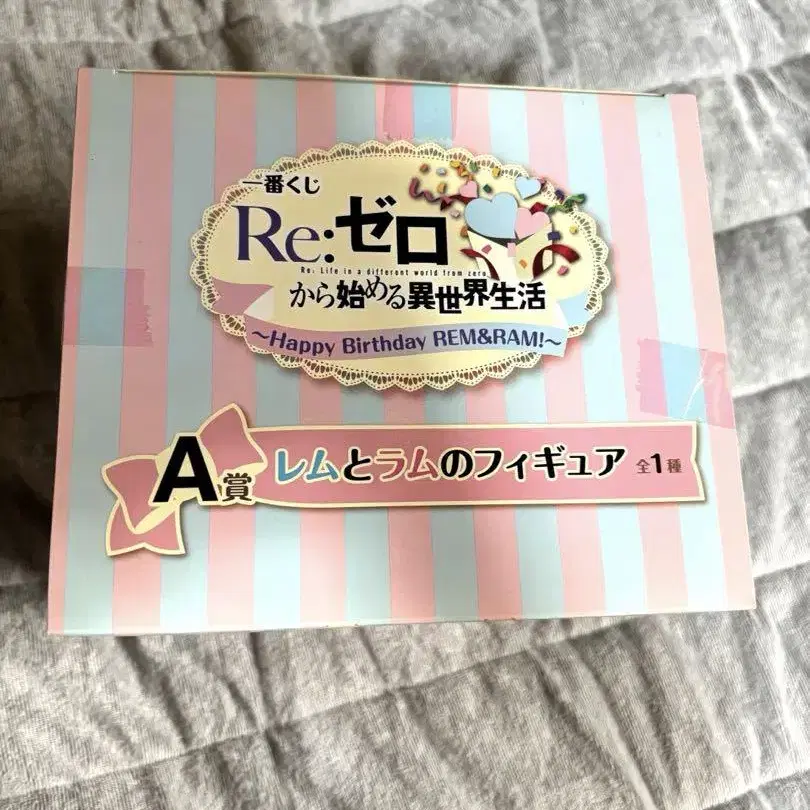 一番くじ
Re:ゼロ
Re: Life in a different world from zero
から始める異世界生活
～Happy Birthday REM&RAM!～
A賞 レムとラムのフィギュア 全1種